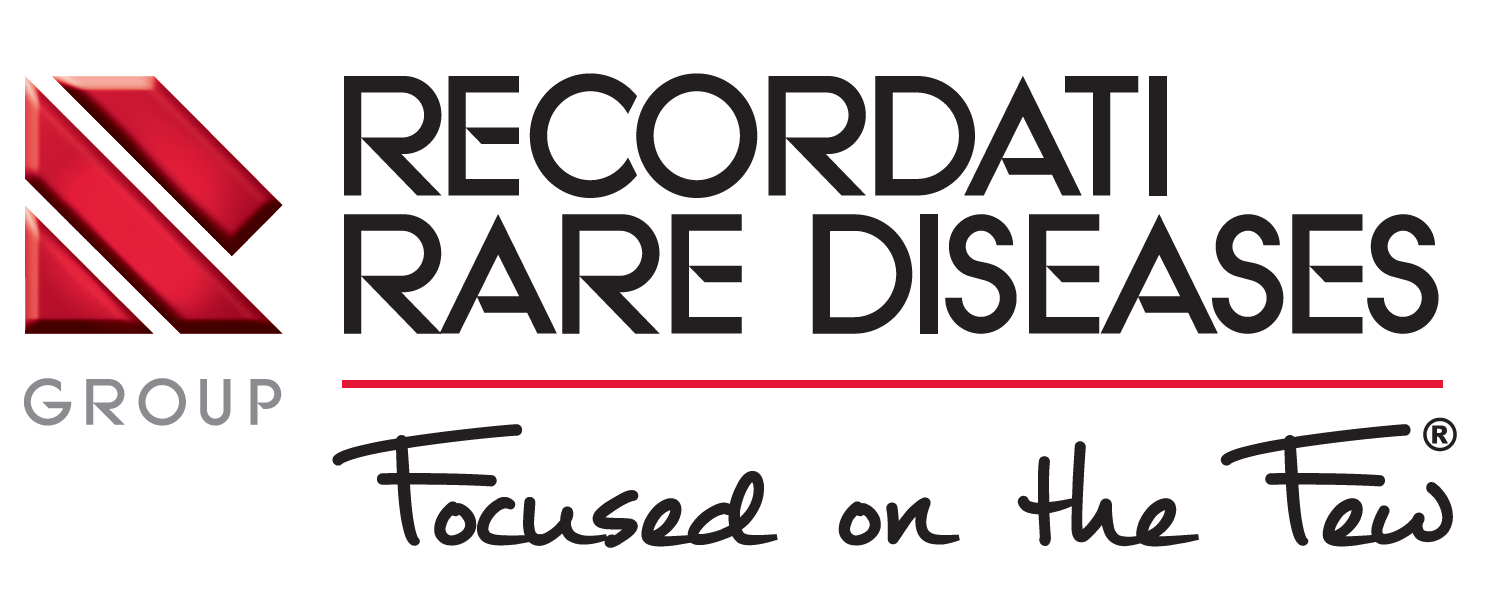 RECORDATI
RARE DISEASES
GROUP
Focused on the Few®